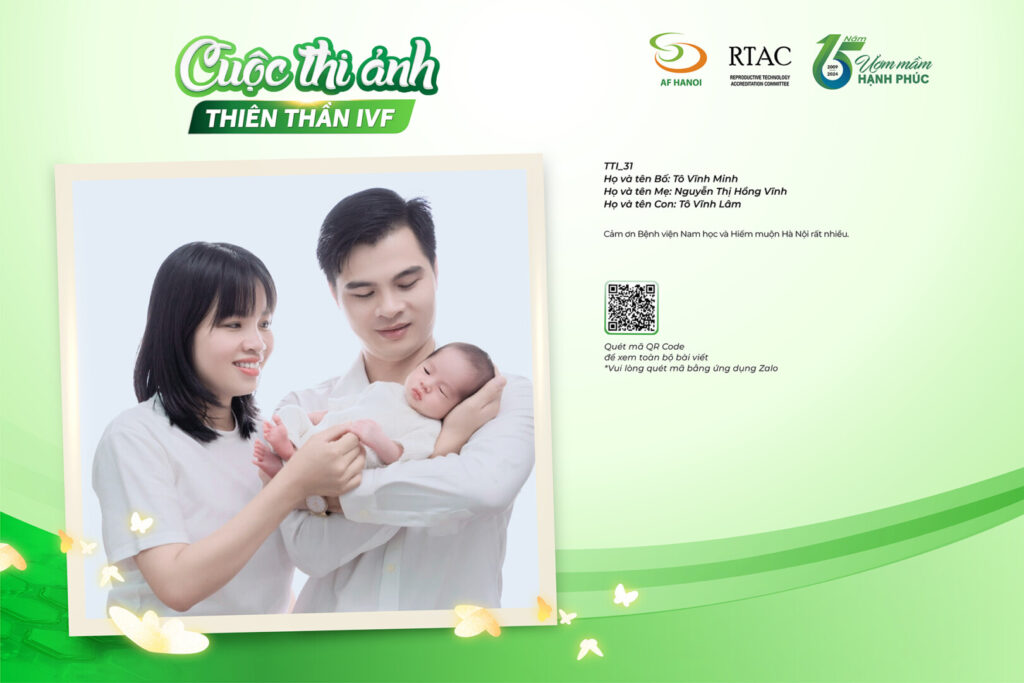 Cuộc thi ảnh
THIÊN THẦN IVF
AF HANOI
RTAC
REPRODUCTIVE TECHNOLOGY
ACCREDITATION COMMITTEE
15 Năm
2009
2024
Ươm mầm
HẠNH PHÚC
TTI_31
Họ và tên Bố: Tô Vĩnh Minh
Họ và tên Mẹ: Nguyễn Thị Hồng Vĩnh
Họ và tên Con: Tô Vĩnh Lâm
Cảm ơn Bệnh viện Nam học và Hiếm muộn Hà Nội rất nhiều.
Quét mã QR Code
để xem toàn bộ bài viết
*Vui lòng quét mã bằng ứng dụng Zalo